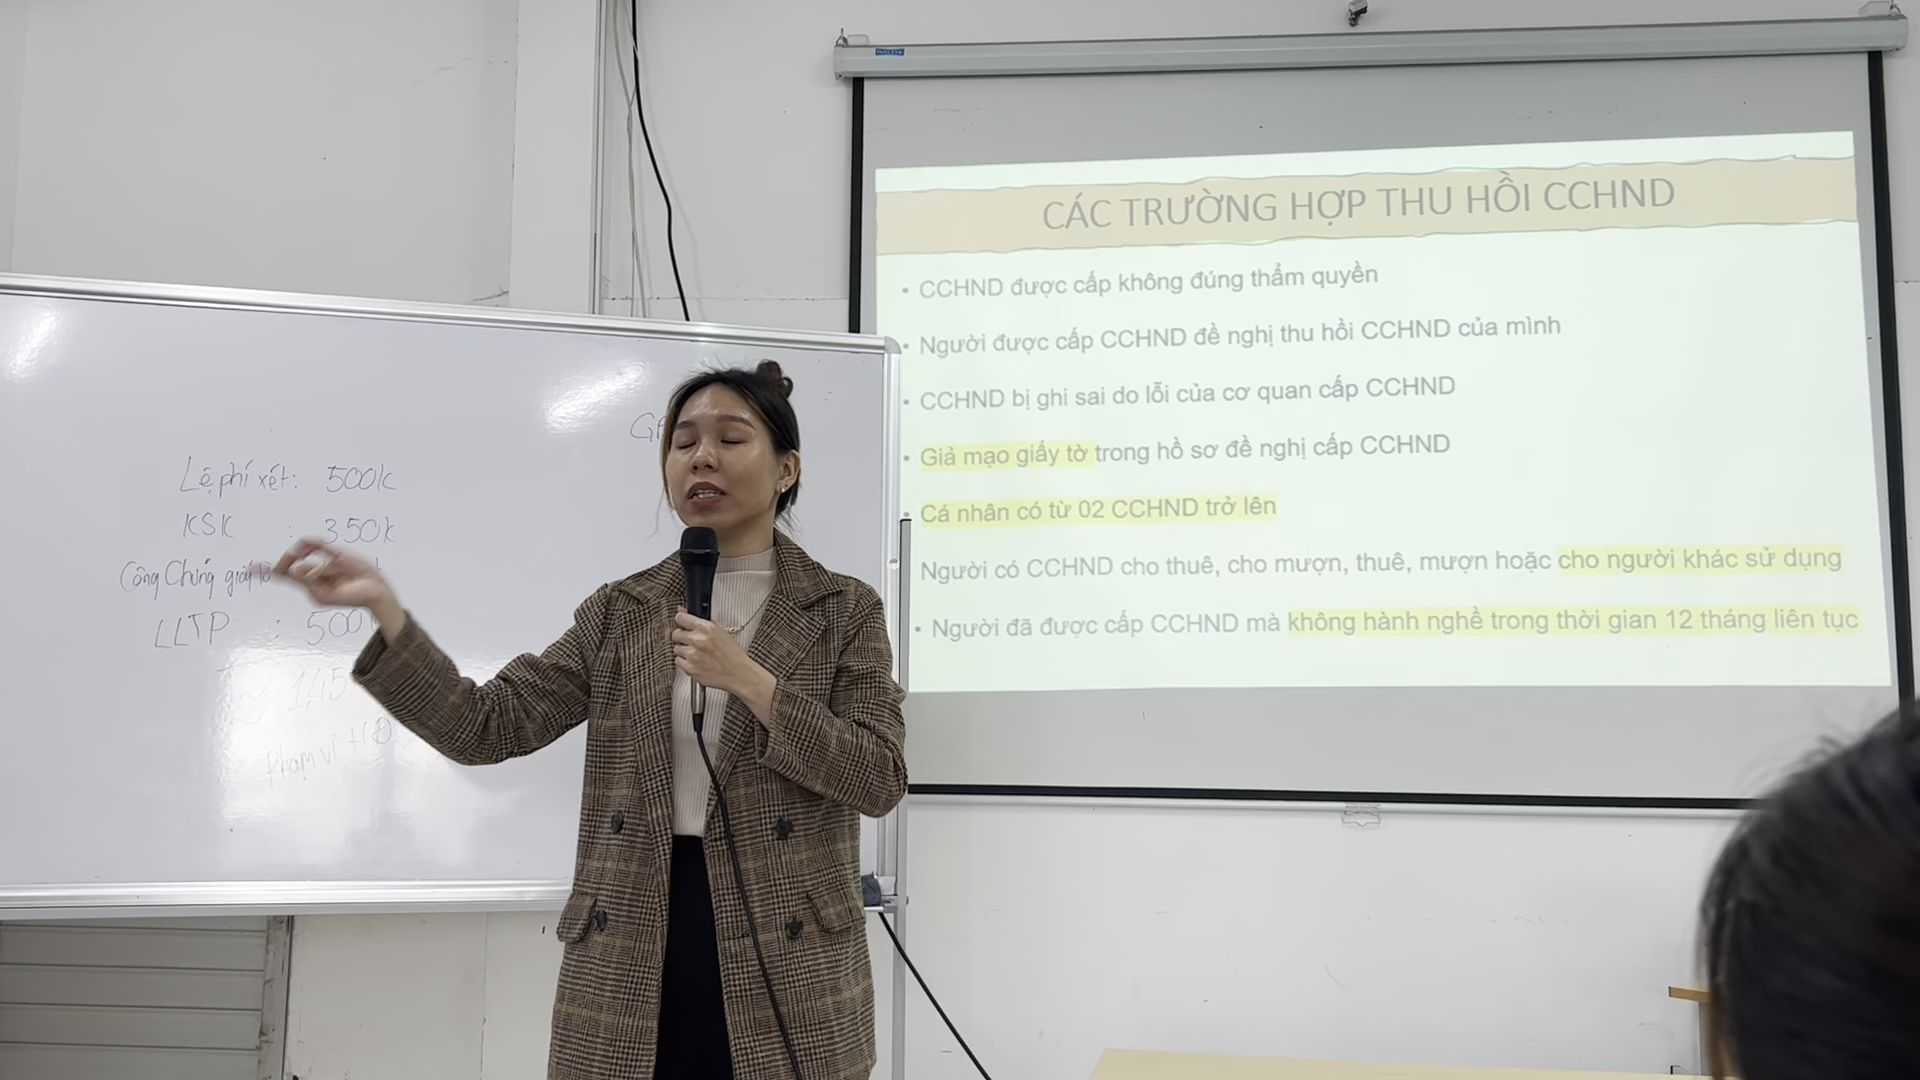 CÁC TRƯỜNG HỢP THU HỒI CCHND
• CCHND được cấp không đúng thẩm quyền
• Người được cấp CCHND đề nghị thu hồi CCHND của mình
• CCHND bị ghi sai do lỗi của cơ quan cấp CCHND
• Giả mạo giấy tờ trong hồ sơ đề nghị cấp CCHND
• Cá nhân có từ 02 CCHND trở lên
Người có CCHND cho thuê, cho mượn, thuê, mượn hoặc cho người khác sử dụng
• Người đã được cấp CCHND mà không hành nghề trong thời gian 12 tháng liên tục
Lệ phí xét: 500k
KSK : 350k
Công Chứng giấy
LLTP : 500
≈ 1,15
Phạm vi